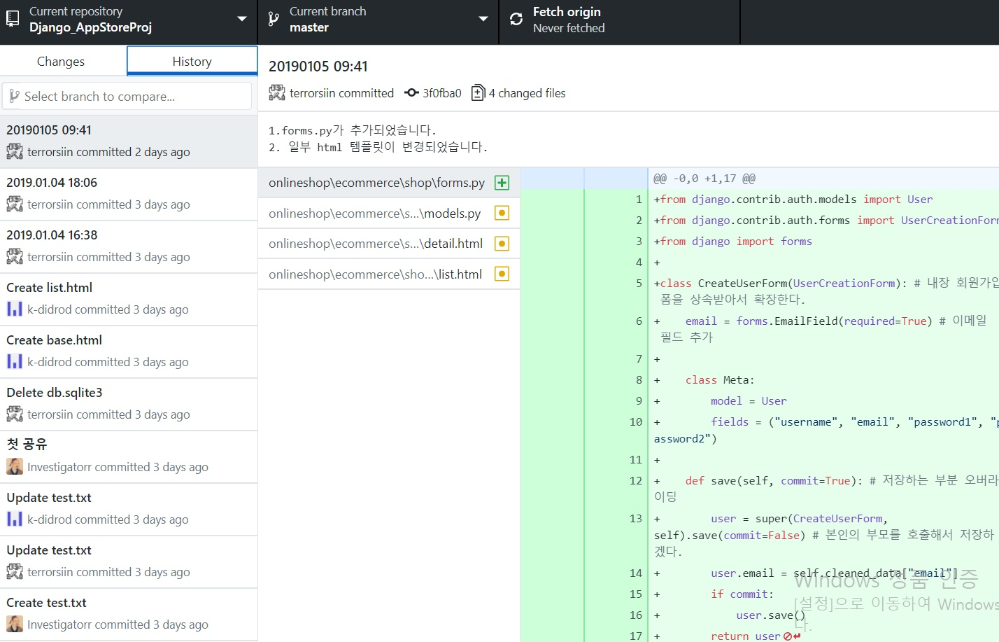 Current repository
Django_AppStoreProj
Current branch
master
Fetch origin
Never fetched
Changes
History
Select branch to compare...
20190105 09:41
terrorsiin committed 2 days ago
2019.01.04 18:06
terrorsiin committed 3 days ago
2019.01.04 16:38
terrorsiin committed 3 days ago
Create list.html
k-didrod committed 3 days ago
Create base.html
k-didrod committed 3 days ago
Delete db.sqlite3
terrorsiin committed 3 days ago
첫 공유
Investigatorr committed 3 days ago
Update test.txt
k-didrod committed 3 days ago
Update test.txt
terrorsiin committed 3 days ago
Create test.txt
Investigatorr committed 3 days ago
20190105 09:41
terrorsiin committed 3f0fba0 4 changed files
1.forms.py가 추가되었습니다.
2. 일부 html 템플릿이 변경되었습니다.
onlineshop\ecommerce\shop\forms.py
onlineshop\ecommerce\s...\models.py
onlineshop\ecommerce\s...\detail.html
onlineshop\ecommerce\sho...\list.html
@@ -0,0 +1,17 @@
1 +from django.contrib.auth.models import User
2 +from django.contrib.auth.forms import UserCreationForm
3 +from django import forms
4 +
5 +class CreateUserForm(UserCreationForm): # 내장 회원가입
폼을 상속받아서 확장한다.
6 + email = forms.EmailField(required=True) # 이메일
필드 추가
7 +
8 + class Meta:
9 + model = User
10 + fields = ("username", "email", "password1", "p
assword2")
11 +
12 + def save(self, commit=True): # 저장하는 부분 오버라
이딩
13 + user = super(CreateUserForm,
self).save(commit=False) # 본인의 부모를 호출해서 저장하
겠다.
14 + user.email = self.cleaned_data["email"]
15 + if commit:
16 + user.save()
17 + return user
Windows 정품 인증
[설정]으로 이동하여 Windows
다.